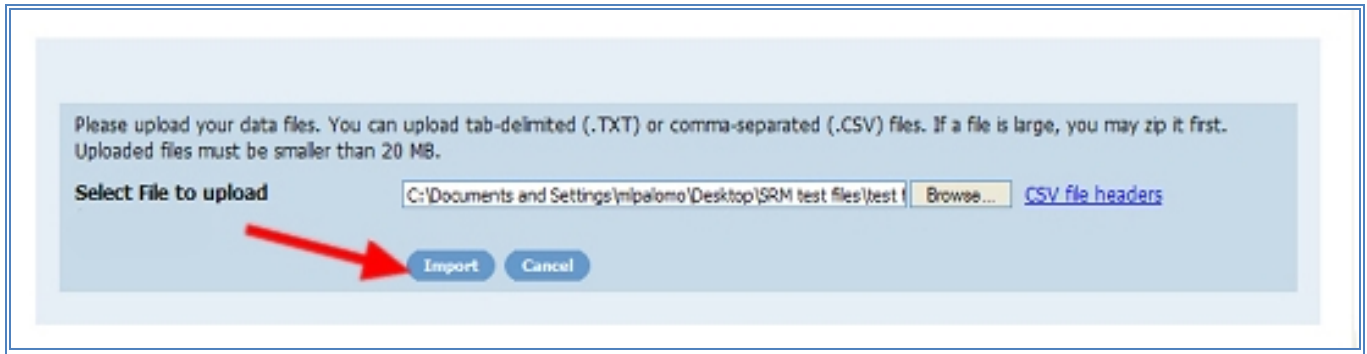 Please upload your data files. You can upload tab-delimited (.TXT) or comma-separated (.CSV) files. If a file is large, you may zip it first.
Uploaded files must be smaller than 20 MB.
Select File to upload C:\Documents and Settings\mlpalomo\Desktop\SRM test files\test Browse... CSV file headers
Import Cancel